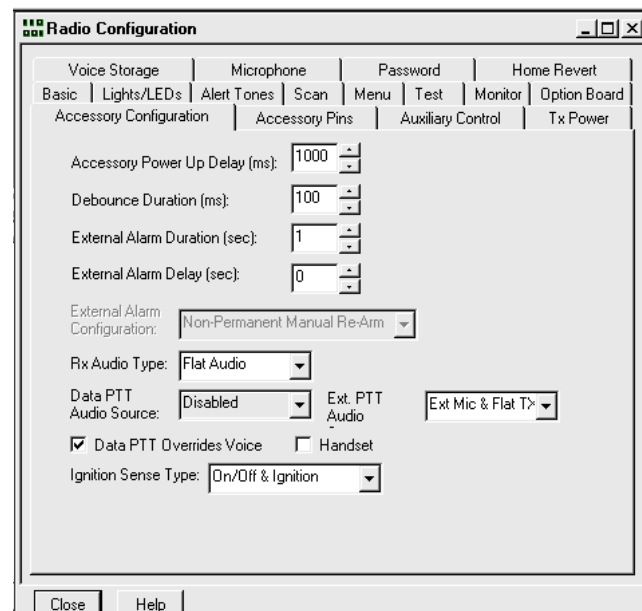 Radio Configuration
Voice Storage Microphone Password Home Revert
Basic Lights/LEDs Alert Tones Scan Menu Test Monitor Option Board
Accessory Configuration Accessory Pins Auxiliary Control Tx Power
Accessory Power Up Delay (ms): 1000
Debounce Duration (ms): 100
External Alarm Duration (sec): 1
External Alarm Delay (sec): 0
External Alarm
Configuration: Non-Permanent Manual Re-Arm
Rx Audio Type: Flat Audio
Data PTT Ext. PTT
Audio Source: Disabled Audio Ext Mic & Flat TX
Data PTT Overrides Voice Handset
Ignition Sense Type: On/Off & Ignition
Close Help